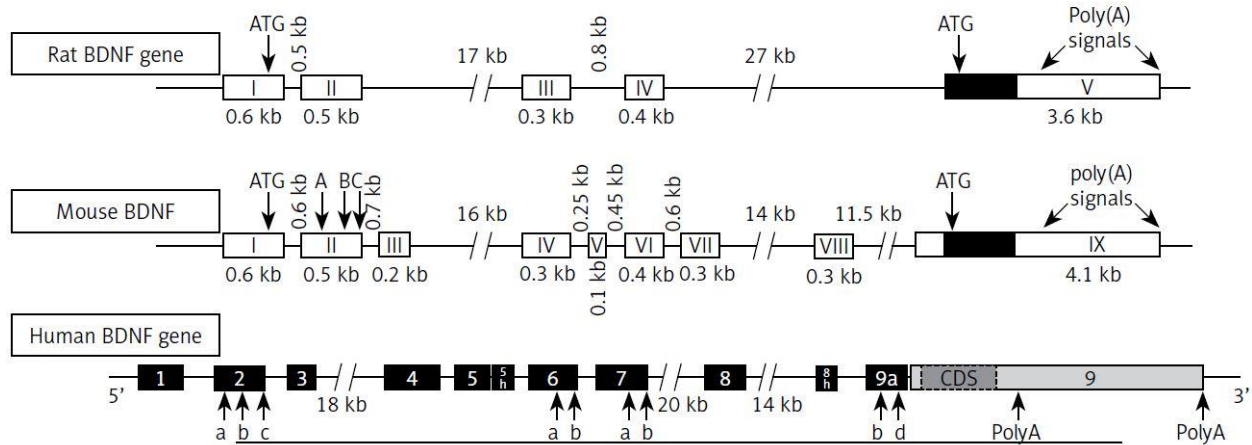 Rat BDNF gene
ATG
0.5 kb
17 kb
0.8 kb
27 kb
ATG
Poly(A)
signals
I
II
III
IV
V
0.6 kb
0.5 kb
0.3 kb
0.4 kb
3.6 kb
Mouse BDNF
ATG
0.6 kb
A
BC
0.7 kb
16 kb
0.25 kb
0.45 kb
0.6 kb
14 kb
11.5 kb
ATG
poly(A)
signals
I
II
III
IV
V
VI
VII
VIII
IX
0.6 kb
0.5 kb
0.2 kb
0.3 kb
0.1 kb
0.4 kb
0.3 kb
0.3 kb
4.1 kb
Human BDNF gene
1
2
3
4
5
5h
6
7
8
8h
9a
CDS
9
5’
18 kb
20 kb
14 kb
3’
a
b
c
a
b
a
b
b
d
PolyA
PolyA